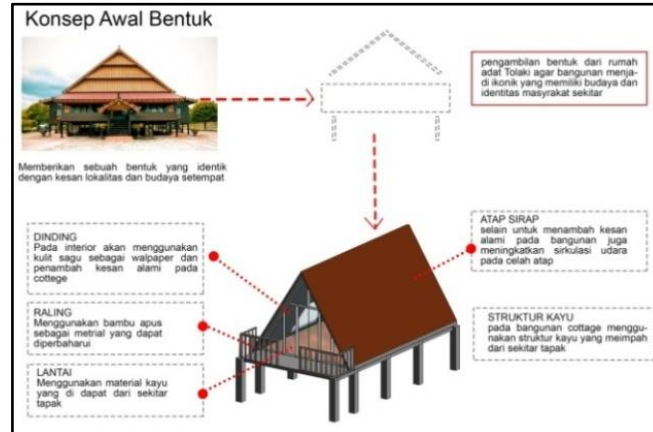 Konsep Awal Bentuk
pengambilan bentuk dari rumah
adat Tolaki agar bangunan menja-
di ikonik yang memiliki budaya dan
identitas masyrakat sekitar
Memberikan sebuah bentuk yang identik
dengan kesan lokalitas dan budaya setempat
DINDING
Pada interior akan menggunakan
kulit sagu sebagai walpaper dan
penambah kesan alami pada
cottege
RALING
Menggunakan bambu apus
sebagai metrial yang dapat
diperbaharui
LANTAI
Menggunakan material kayu
yang di dapat dari sekitar
tapak
ATAP SIRAP
selain untuk menambah kesan
alami pada bangunan juga
meningkatkan sirkulasi udara
pada celah atap
STRUKTUR KAYU
pada bangunan cottage menggu-
nakan struktur kayu yang meimpah
dari sekitar tapak